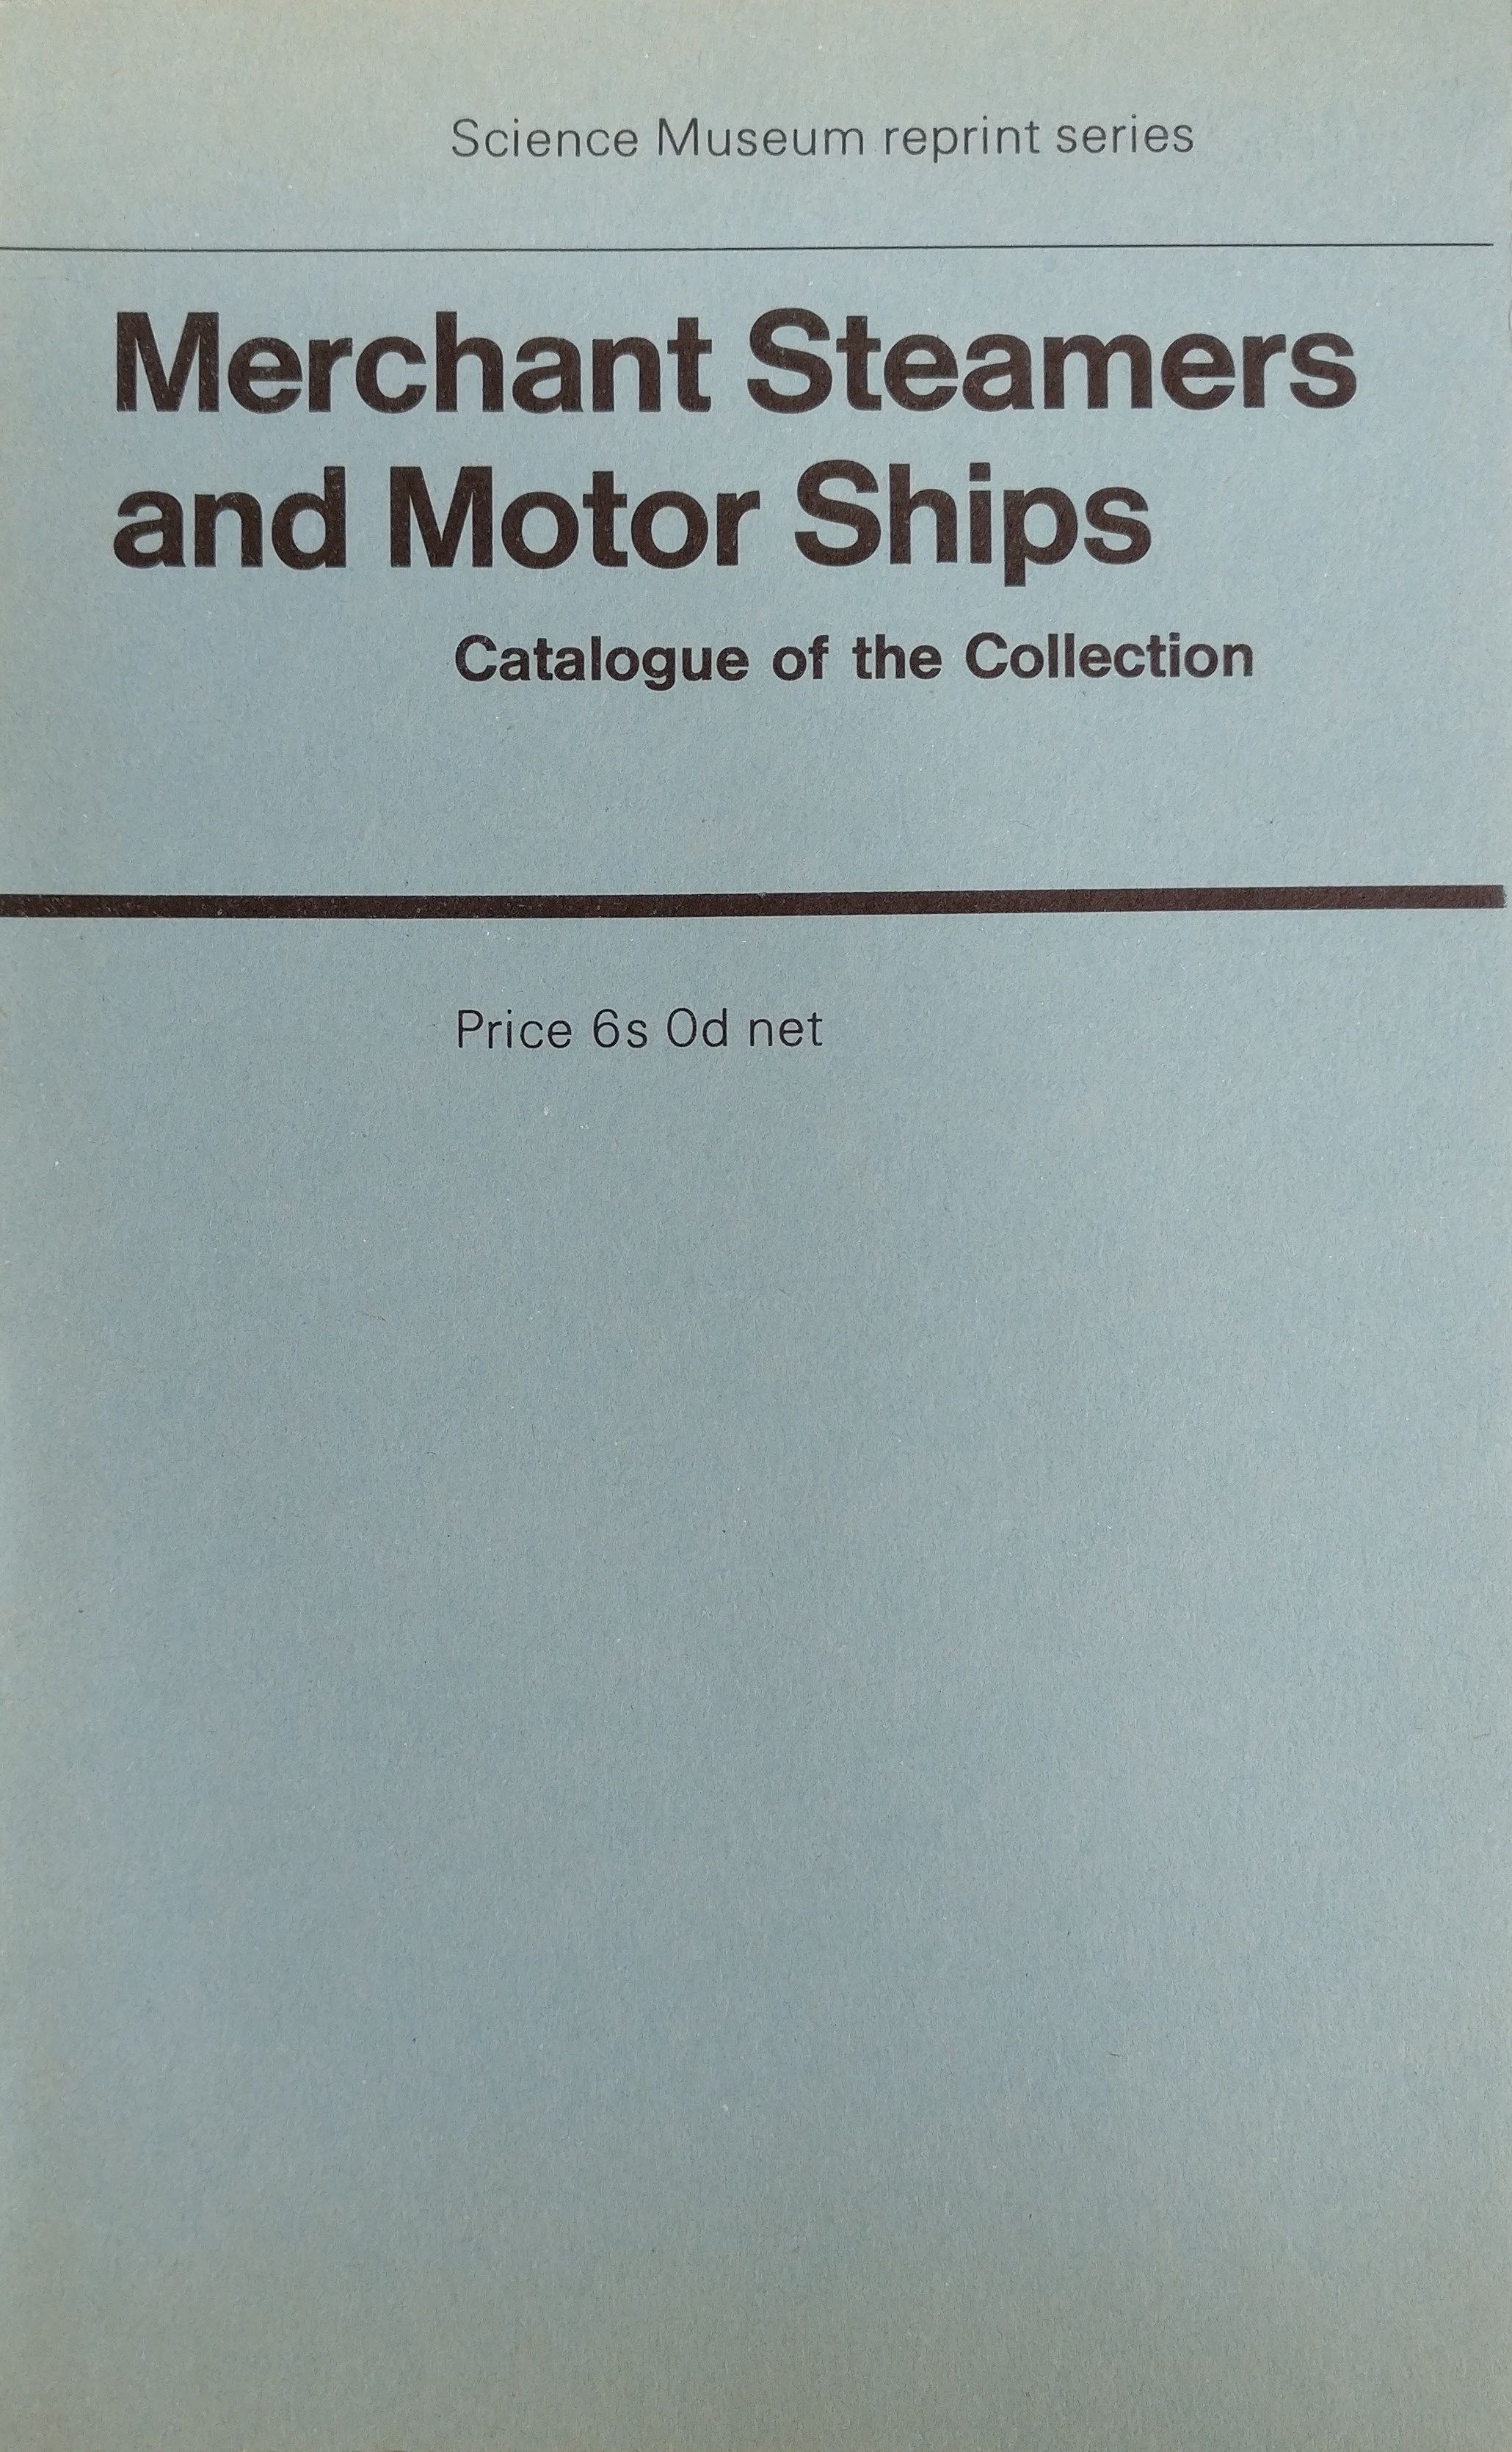 Science Museum reprint series
Merchant Steamers
and Motor Ships
Catalogue of the Collection
Price 6s 0d net